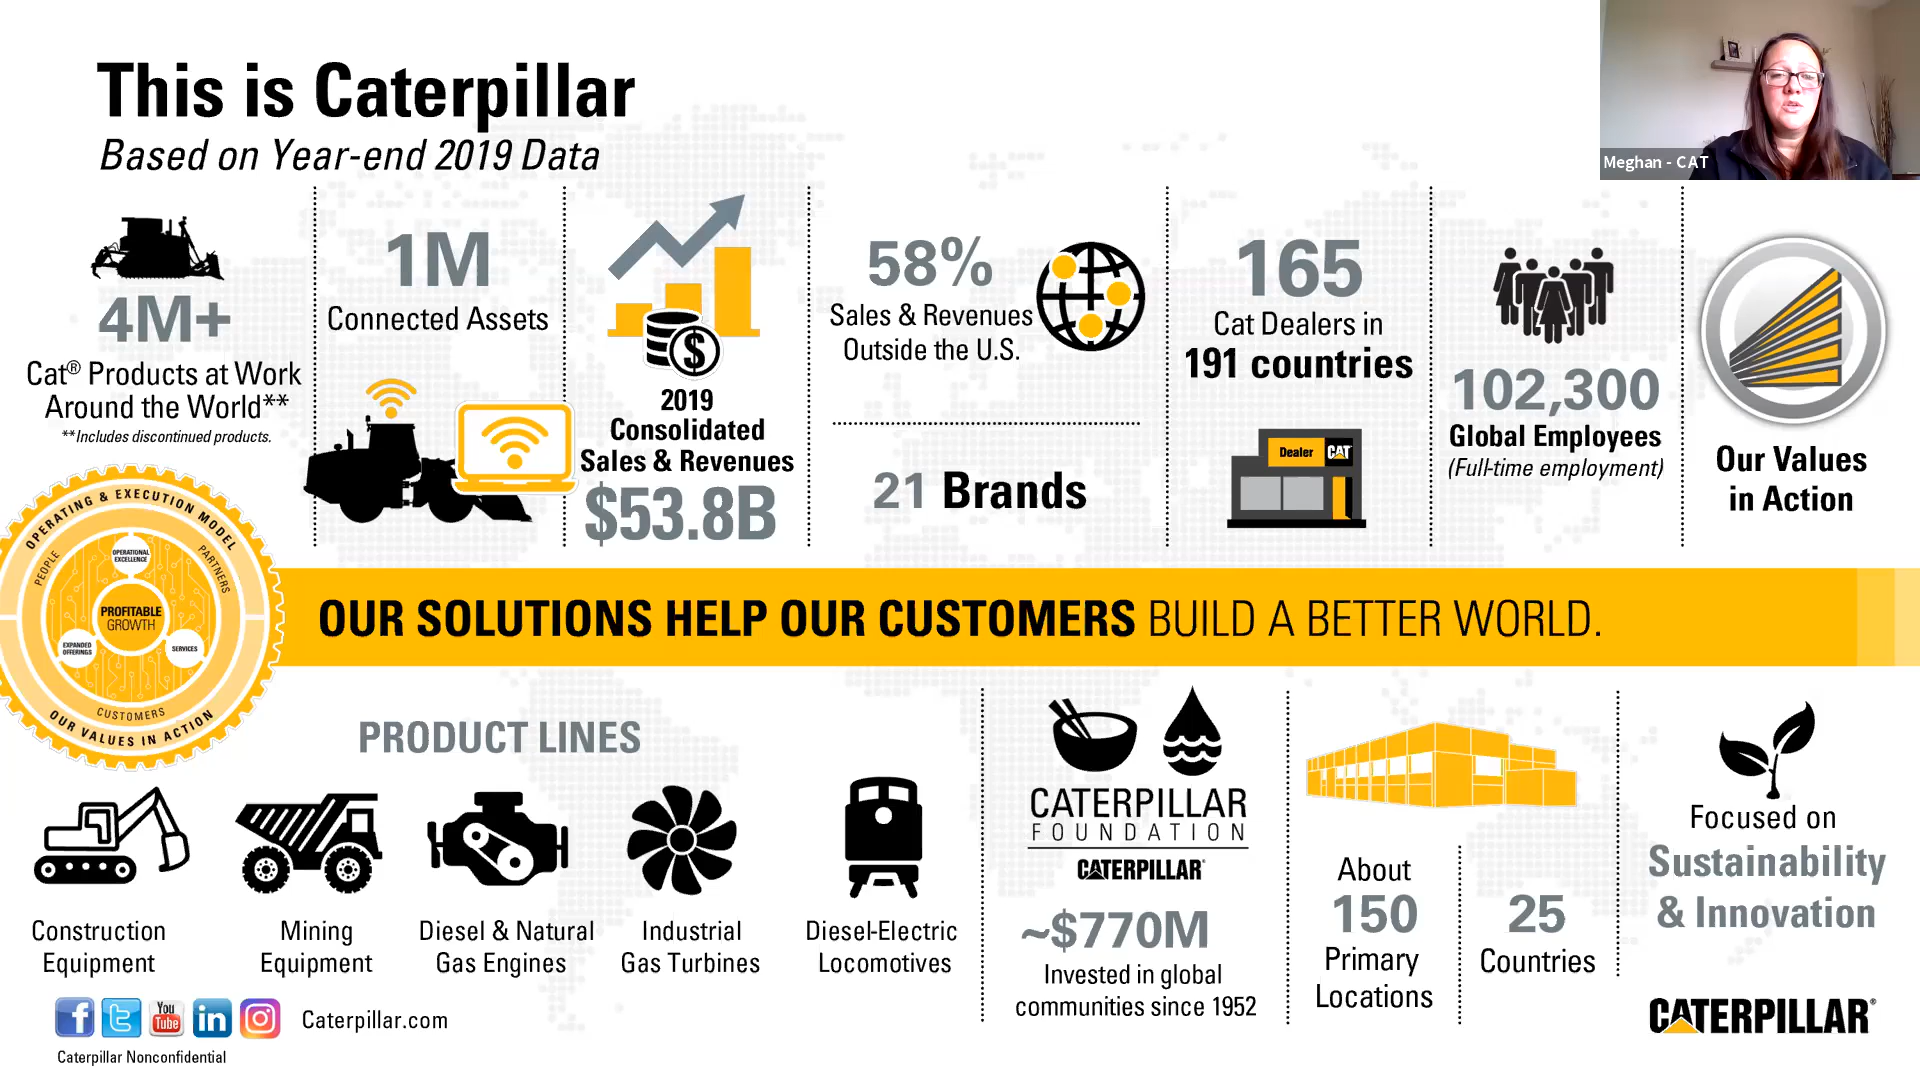 This is Caterpillar
Based on Year-end 2019 Data
Meghan - CAT
4M+
Cat® Products at Work
Around the World**
**Includes discontinued products.
1M
Connected Assets
$
2019
Consolidated
Sales & Revenues
$53.8B
58%
Sales & Revenues
Outside the U.S.
21 Brands
165
Cat Dealers in
191 countries
Dealer CAT
102,300
Global Employees
(Full-time employment)
Our Values
in Action
OPERATING & EXECUTION MODEL
PEOPLE
PARTNERS
OPERATIONAL
EXCELLENCE
PROFITABLE
GROWTH
EXPANDED
OFFERINGS
SERVICES
CUSTOMERS
OUR VALUES IN ACTION
OUR SOLUTIONS HELP OUR CUSTOMERS BUILD A BETTER WORLD.
PRODUCT LINES
Construction
Equipment
Mining
Equipment
Diesel & Natural
Gas Engines
Industrial
Gas Turbines
Diesel-Electric
Locomotives
CATERPILLAR
FOUNDATION
CATERPILLAR®
~$770M
Invested in global
communities since 1952
About
150
Primary
Locations
25
Countries
Focused on
Sustainability
& Innovation
You
Tube
in
Caterpillar.com
CATERPILLAR®
Caterpillar Nonconfidential